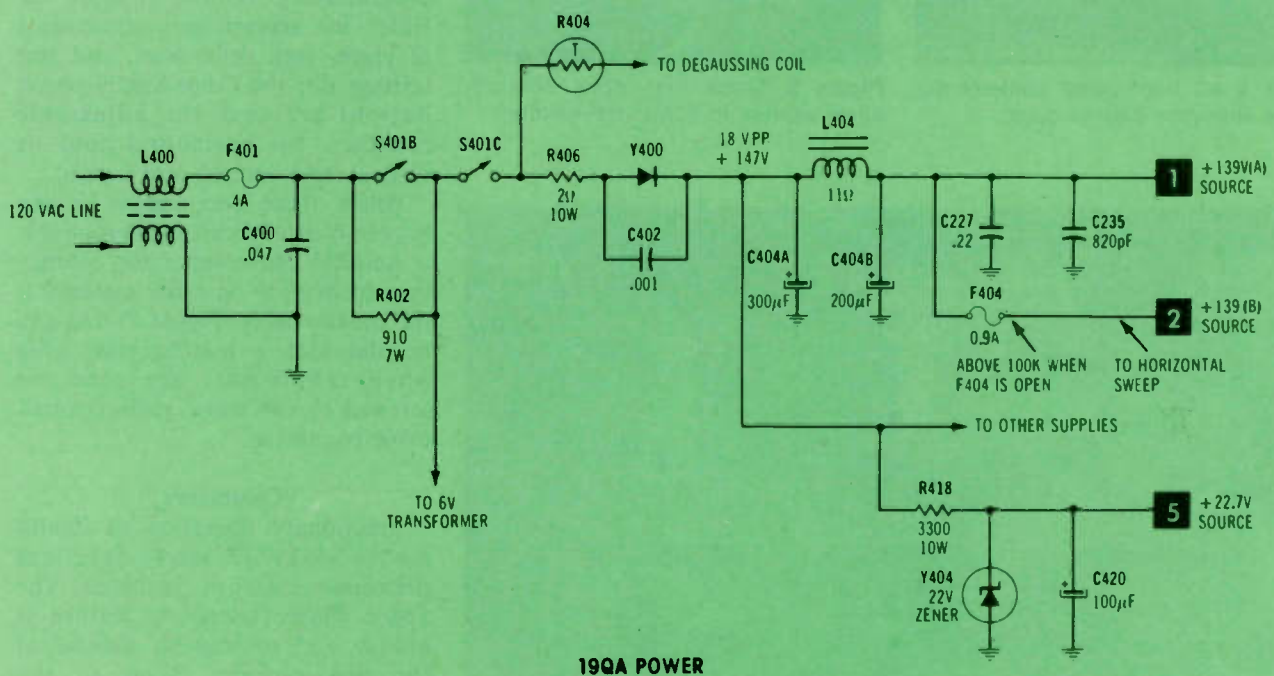 R404
T
TO DEGAUSSING COIL
L400
F401
4A
S401B
S401C
R406
2Ω
10W
Y400
18 VPP
+ 147V
L404
11Ω
1
+139V(A)
SOURCE
120 VAC LINE
C400
.047
C402
.001
C404A
300μF
C404B
200μF
C227
.22
C235
820pF
R402
910
7W
F404
0.9A
2
+139(B)
SOURCE
ABOVE 100K WHEN
F404 IS OPEN
TO HORIZONTAL
SWEEP
TO OTHER SUPPLIES
TO 6V
TRANSFORMER
R418
3300
10W
5
+22.7V
SOURCE
Y404
22V
ZENER
C420
100μF
19QA POWER